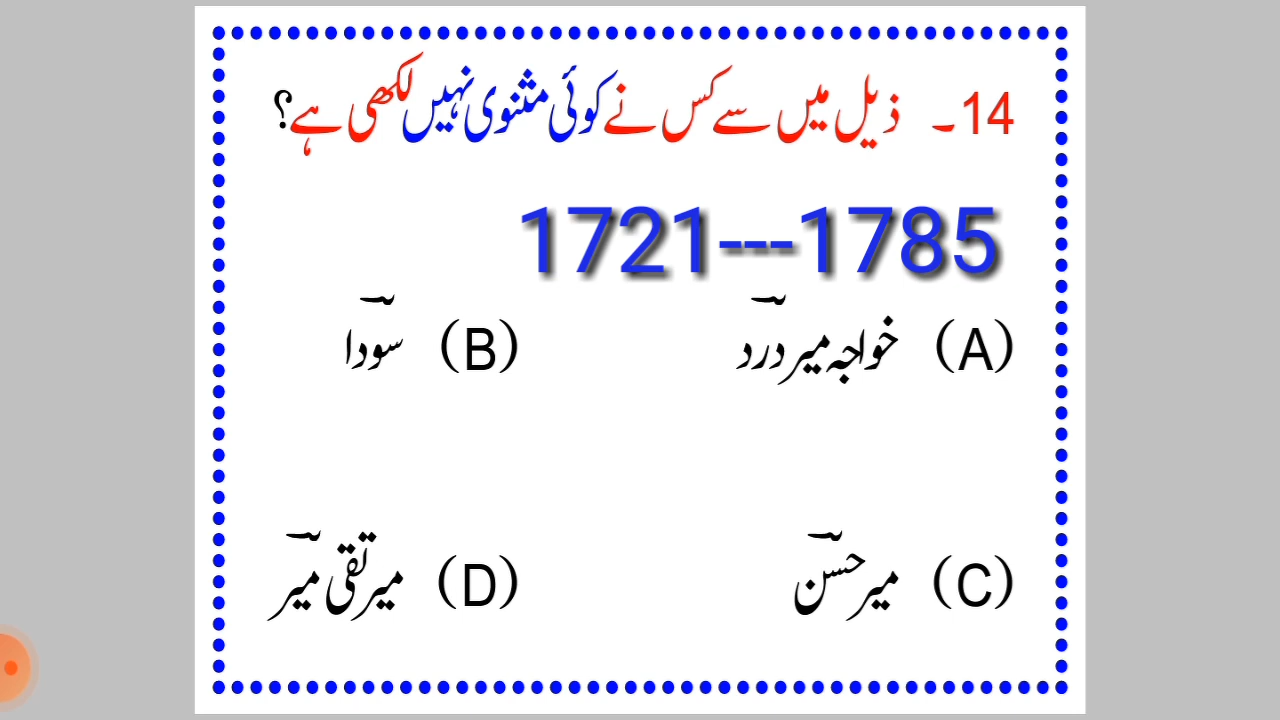 14۔ ذیل میں سے کس نے کوئی مثنوی نہیں لکھی ہے؟
1721---1785
(A) خواجہ میر دردؔ (B) سوداؔ
(C) میر حسنؔ (D) میر تقی میرؔ